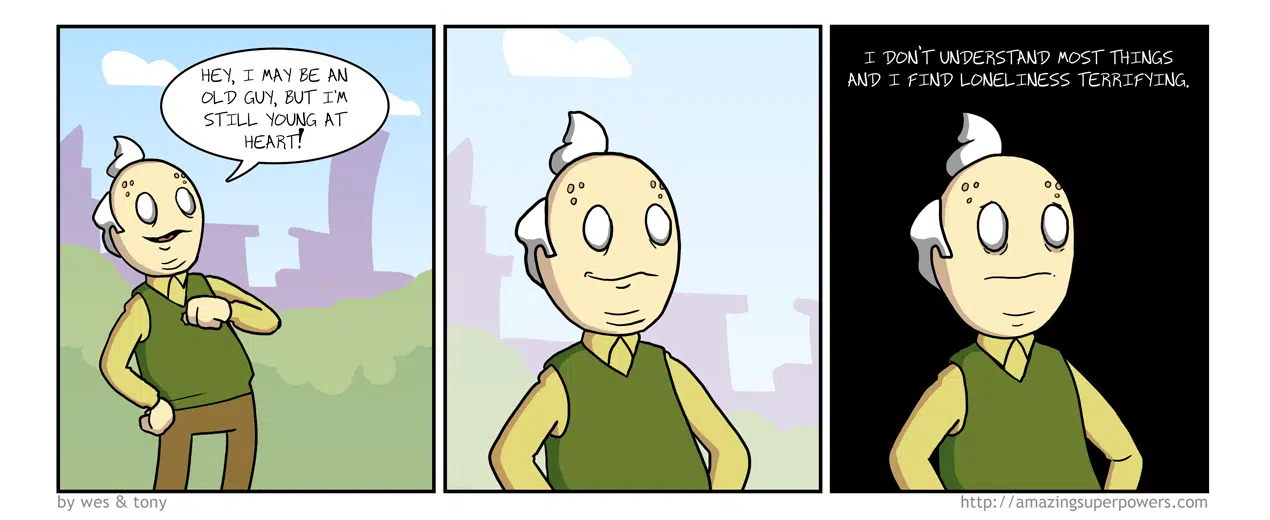 HEY, I MAY BE AN
OLD GUY, BUT I'M
STILL YOUNG AT
HEART!
I DON'T UNDERSTAND MOST THINGS
AND I FIND LONELINESS TERRIFYING.
by wes & tony
http://amazingsuperpowers.com